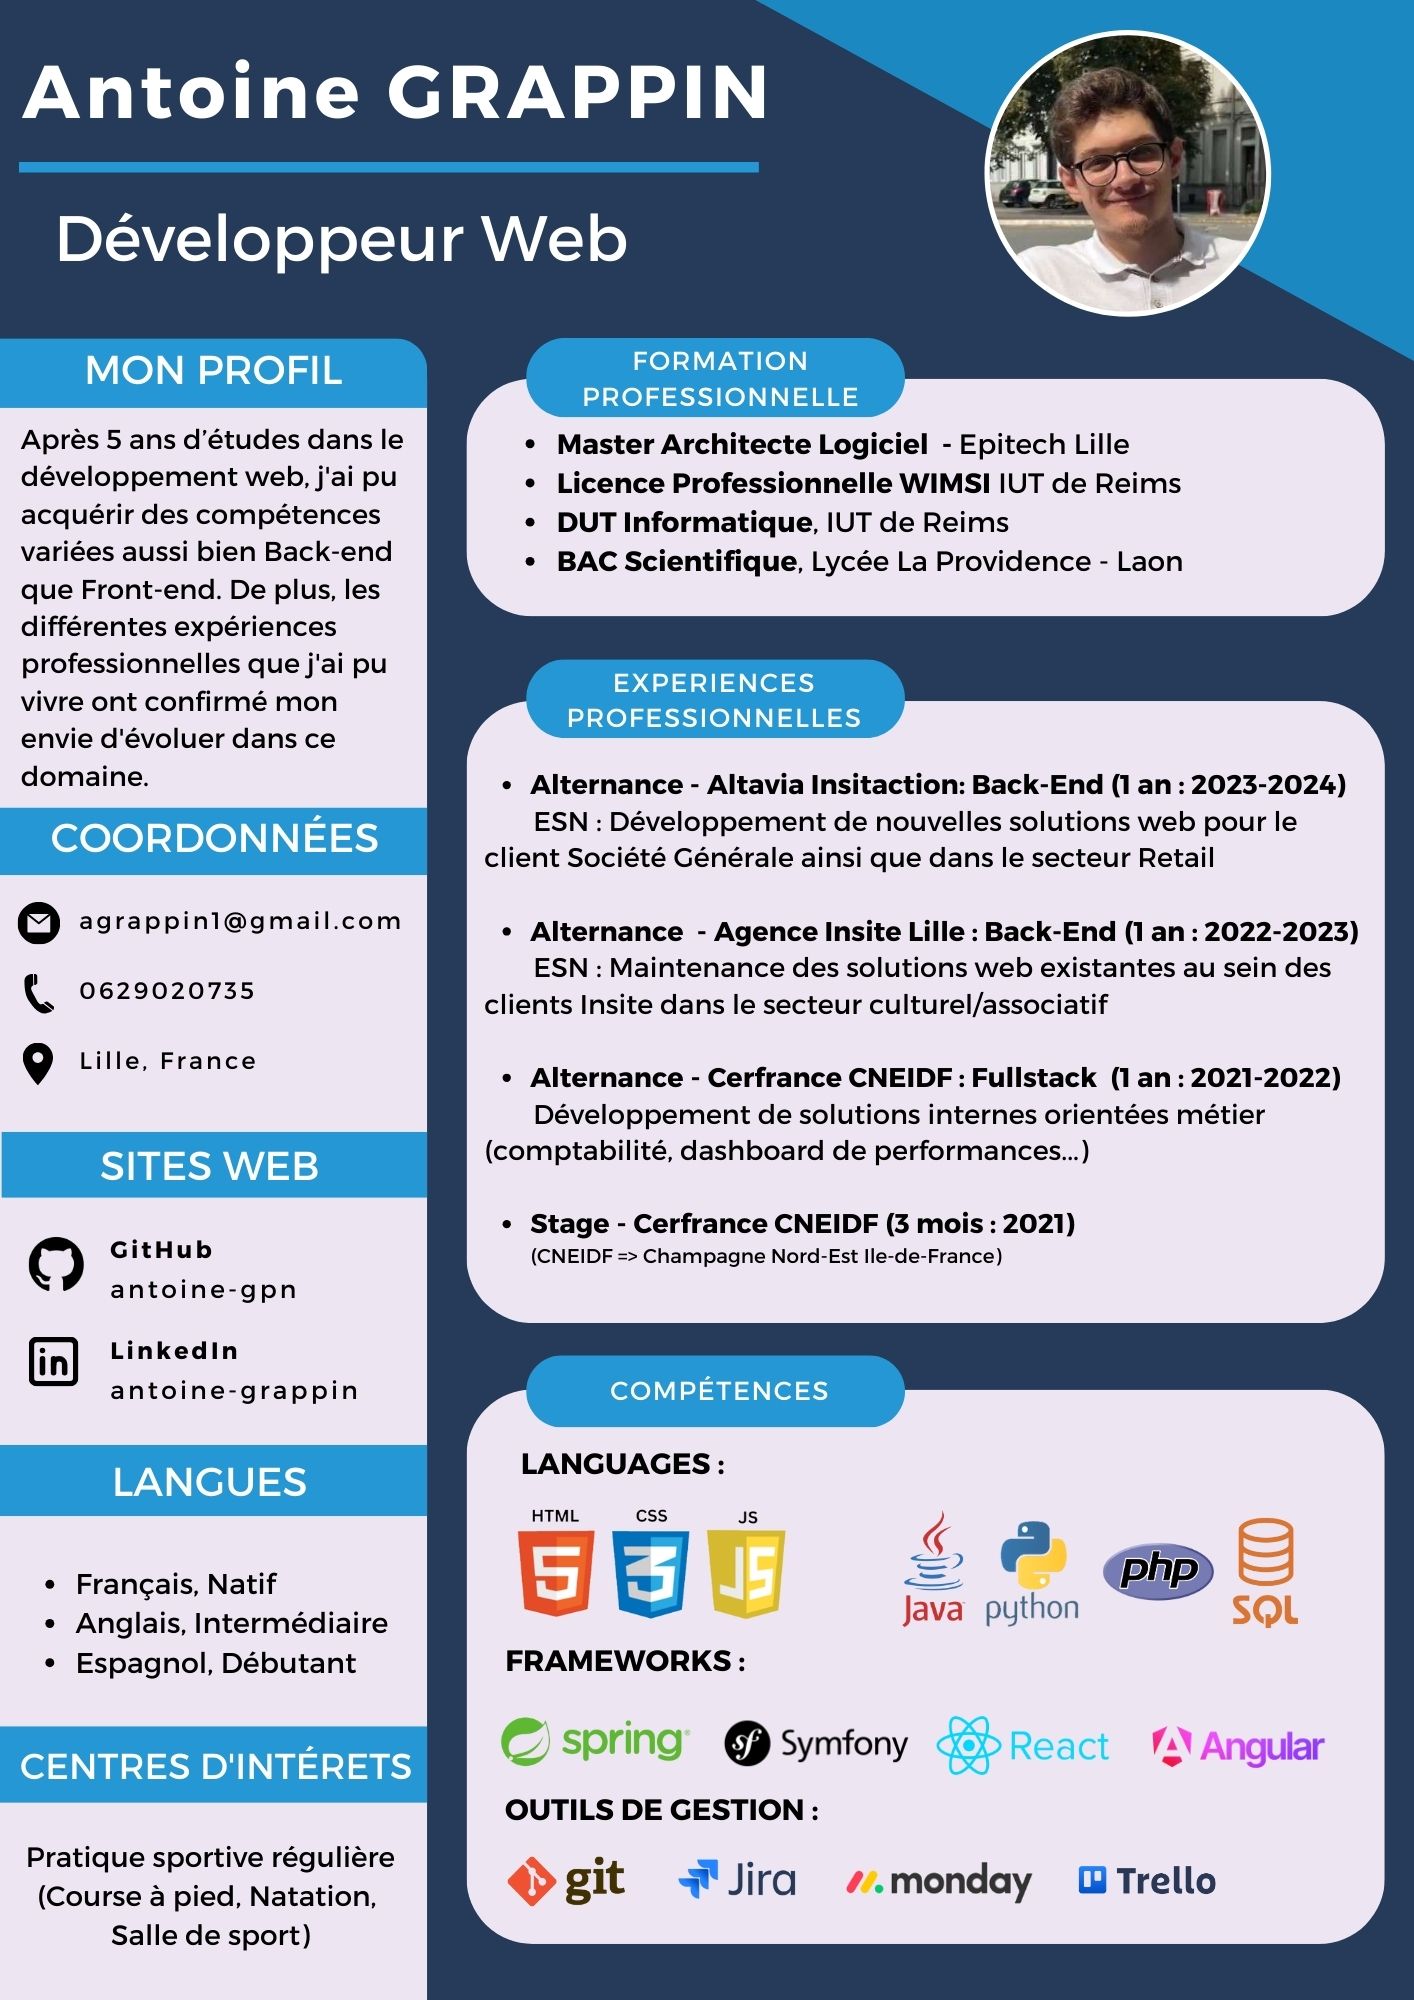 Antoine GRAPPIN
Développeur Web
MON PROFIL
Après 5 ans d’études dans le
développement web, j'ai pu
acquérir des compétences
variées aussi bien Back-end
que Front-end. De plus, les
différentes expériences
professionnelles que j'ai pu
vivre ont confirmé mon
envie d'évoluer dans ce
domaine.
COORDONNÉES
agrappin1@gmail.com
0629020735
Lille, France
SITES WEB
GitHub
antoine-gpn
in
LinkedIn
antoine-grappin
LANGUES
• Français, Natif
• Anglais, Intermédiaire
• Espagnol, Débutant
CENTRES D'INTÉRETS
Pratique sportive régulière
(Course à pied, Natation,
Salle de sport)
FORMATION
PROFESSIONNELLE
• Master Architecte Logiciel - Epitech Lille
• Licence Professionnelle WIMSI IUT de Reims
• DUT Informatique, IUT de Reims
• BAC Scientifique, Lycée La Providence - Laon
EXPERIENCES
PROFESSIONNELLES
• Alternance - Altavia Insitaction: Back-End (1 an : 2023-2024)
ESN : Développement de nouvelles solutions web pour le
client Société Générale ainsi que dans le secteur Retail
• Alternance - Agence Insite Lille : Back-End (1 an : 2022-2023)
ESN : Maintenance des solutions web existantes au sein des
clients Insite dans le secteur culturel/associatif
• Alternance - Cerfrance CNEIDF : Fullstack (1 an : 2021-2022)
Développement de solutions internes orientées métier
(comptabilité, dashboard de performances...)
• Stage - Cerfrance CNEIDF (3 mois : 2021)
(CNEIDF => Champagne Nord-Est Ile-de-France)
COMPÉTENCES
LANGUAGES :
HTML CSS JS
5 3 JS Java python php SQL
FRAMEWORKS :
spring® sf Symfony React Angular
OUTILS DE GESTION :
git Jira monday Trello